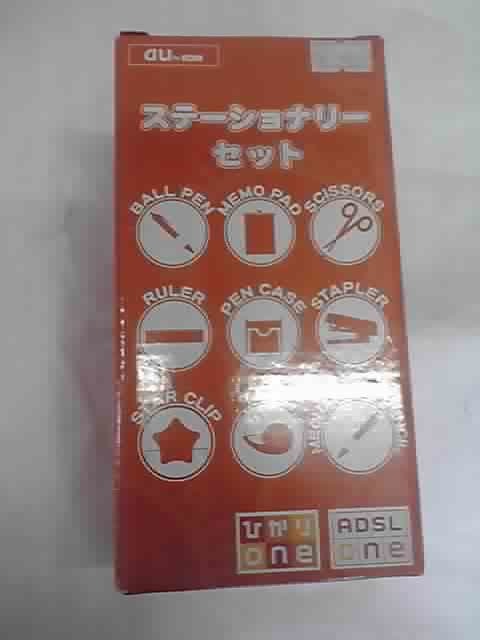 au
ステーショナリー
セット
BALL PEN
MEMO PAD
SCISSORS
RULER
PEN CASE
STAPLER
STAR CLIP
ひかり
one
ADSL
one